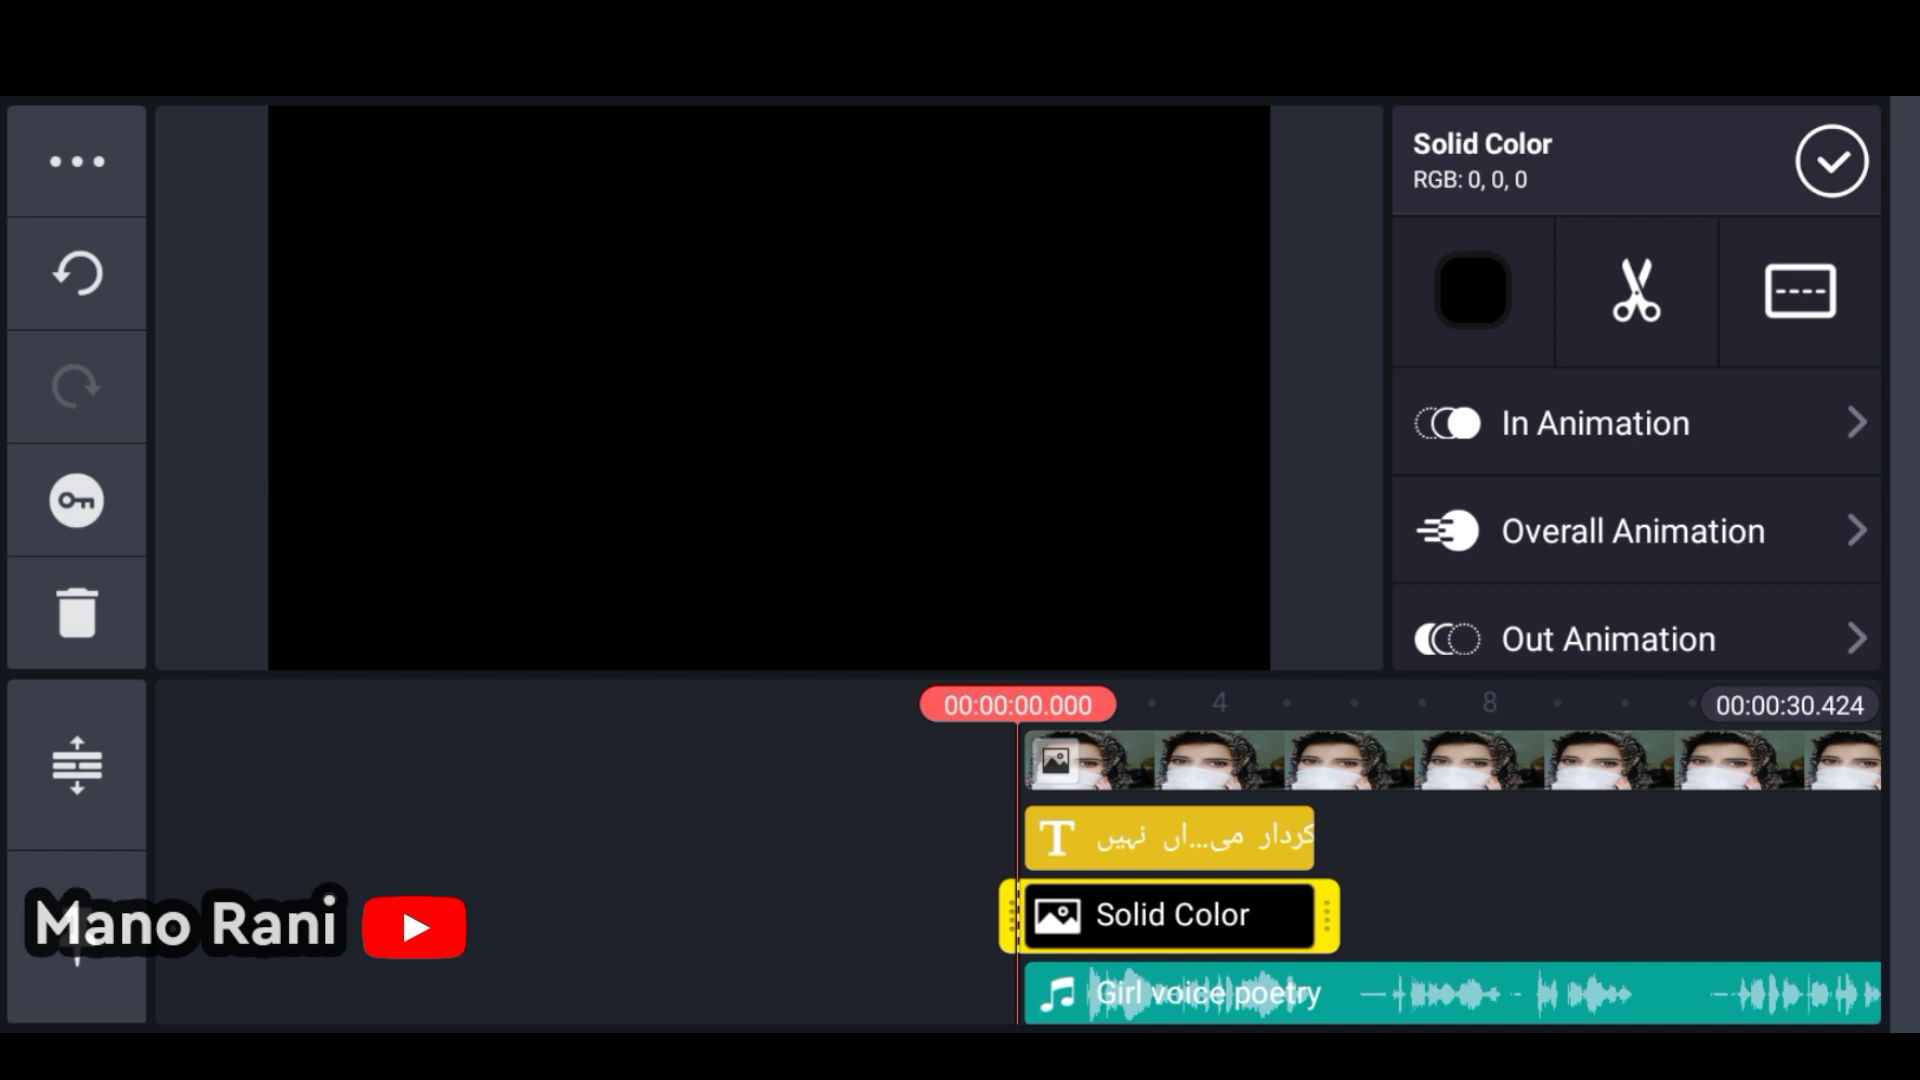 Solid Color
RGB: 0, 0, 0
In Animation
Overall Animation
Out Animation
00:00:00.000
4
8
00:00:30.424
کردار می...اں نہیں
Solid Color
Mano Rani
Girl voice poetry